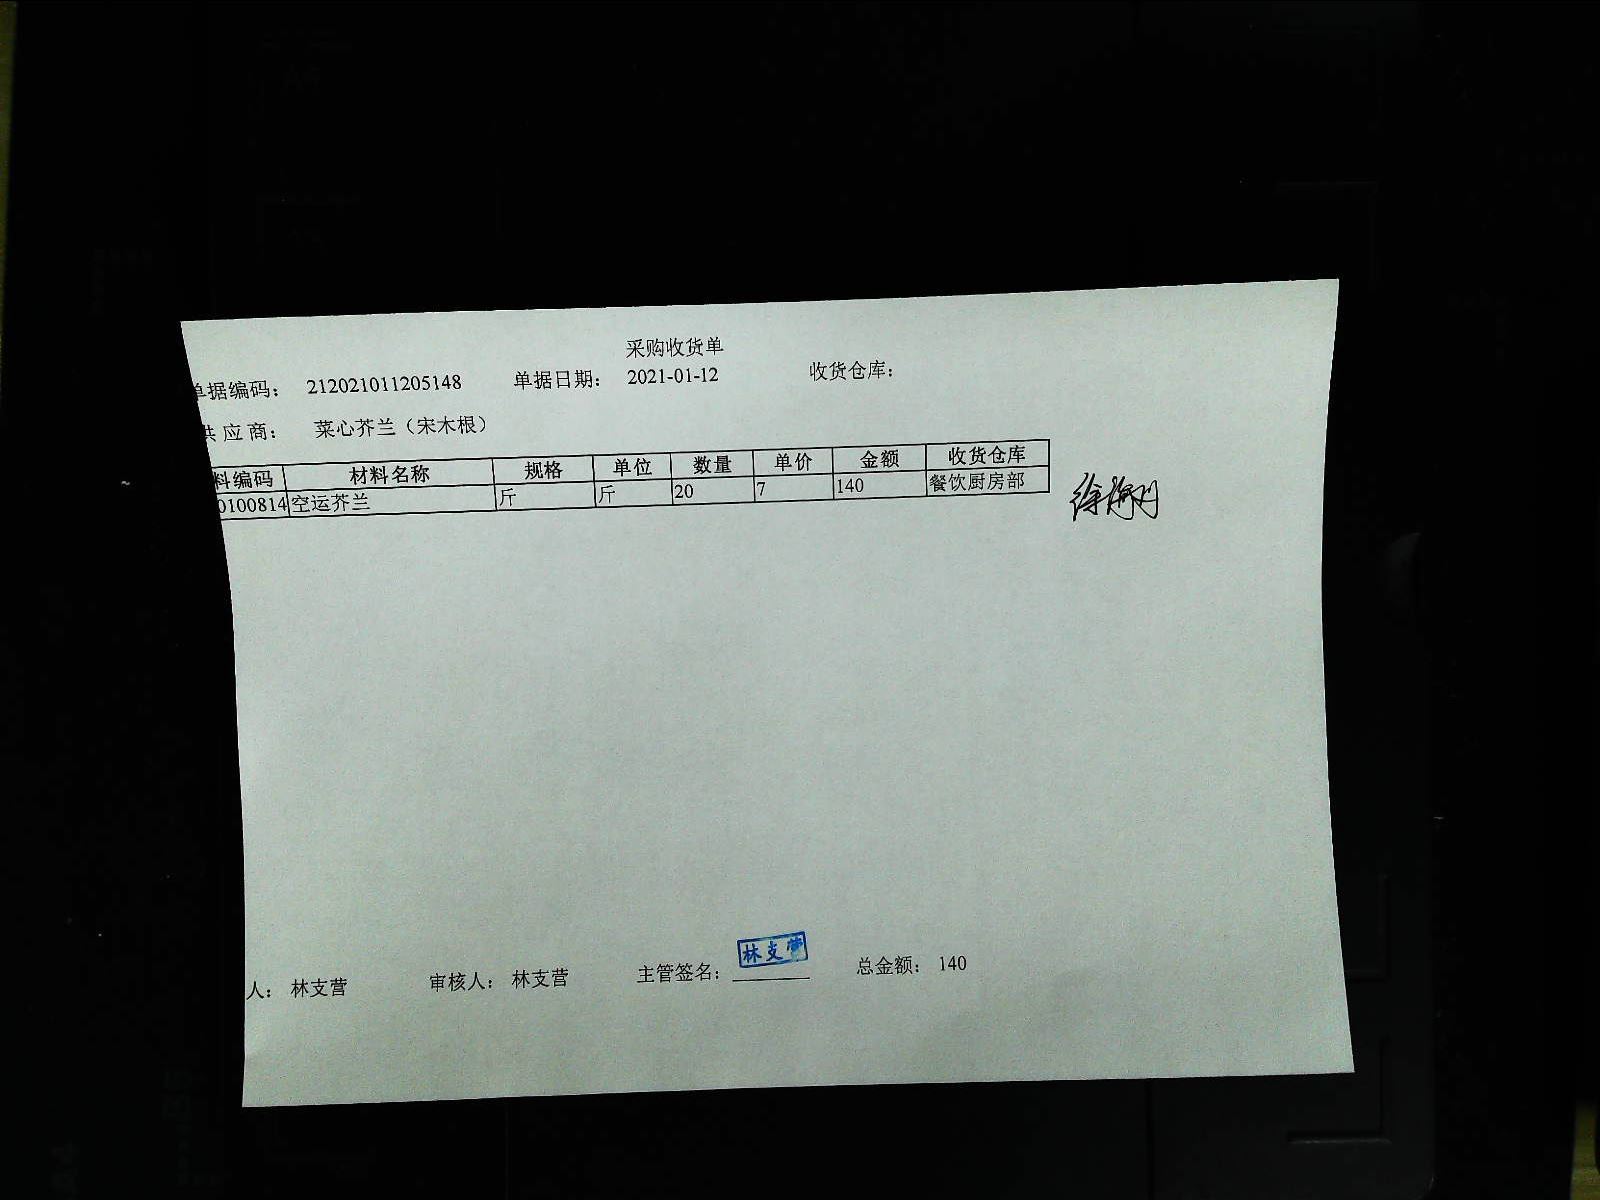 采购收货单
单据编码： 212021011205148 单据日期： 2021-01-12 收货仓库：
供应商： 菜心芥兰（宋木根）
料编码 材料名称 规格 单位 数量 单价 金额 收货仓库
0100814 空运芥兰 斤 斤 20 7 140 餐饮厨房部
人： 林支营 审核人： 林支营 主管签名： 林支营 总金额： 140